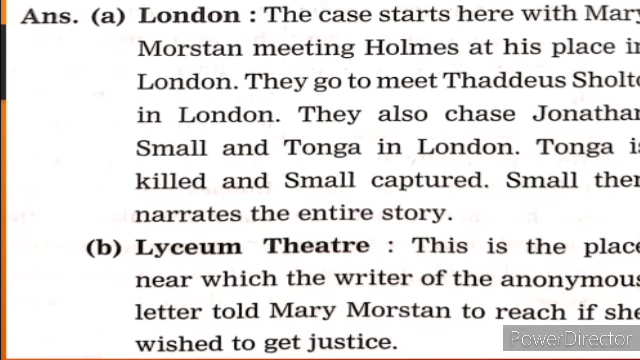 Ans. (a) London : The case starts here with Mary
Morstan meeting Holmes at his place in
London. They go to meet Thaddeus Sholto
in London. They also chase Jonathan
Small and Tonga in London. Tonga is
killed and Small captured. Small then
narrates the entire story.
(b) Lyceum Theatre : This is the place
near which the writer of the anonymous
letter told Mary Morstan to reach if she
wished to get justice.
PowerDirector